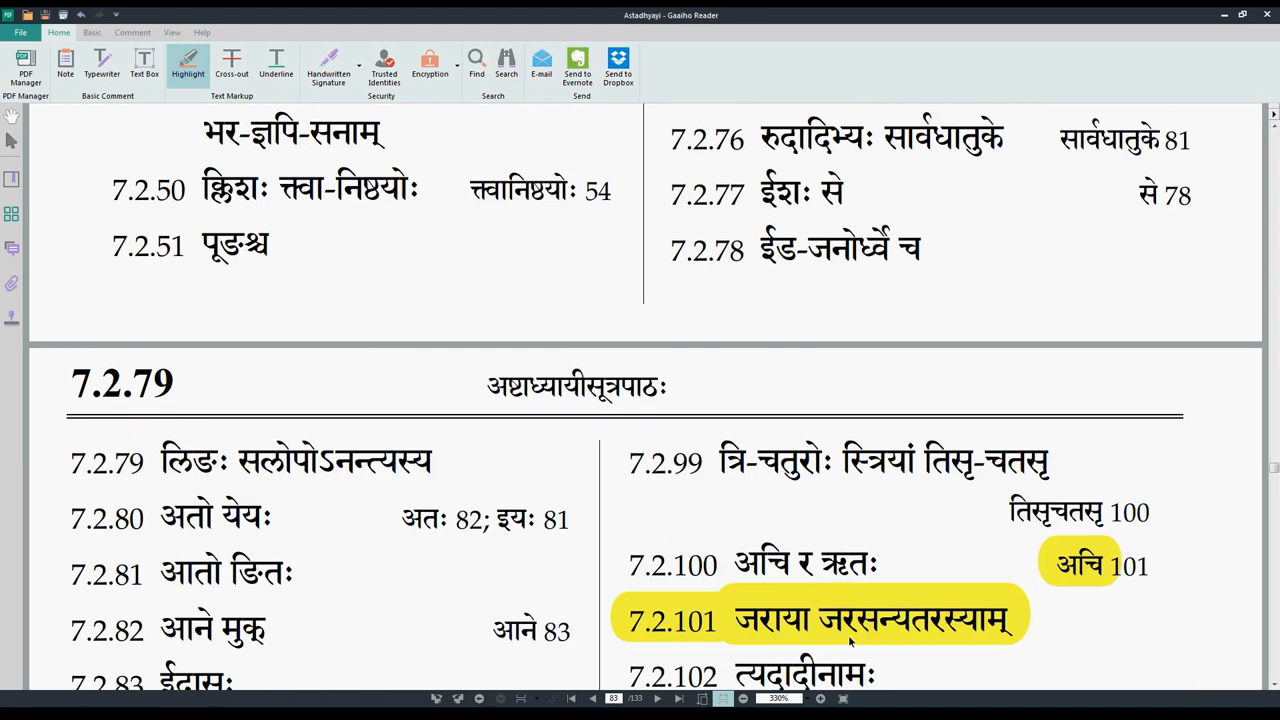 Astadhyayi - Gaaiho Reader
File Home Basic Comment View Help
PDF Manager Note Typewriter Text Box Highlight Cross-out Underline Handwritten Signature Trusted Identities Encryption Find Search E-mail Send to Evernote Send to Dropbox
PDF Manager Basic Comment Text Markup Security Search Send
भर-ज्ञपि-सनाम्
7.2.50 क्लिशः क्त्वा-निष्ठयोः क्त्वानिष्ठयोः 54
7.2.51 पूङश्च
7.2.76 रुदादिभ्यः सार्वधातुके सार्वधातुके 81
7.2.77 ईशः से से 78
7.2.78 ईड-जनोर्ध्वे च
7.2.79 अष्टाध्यायीसूत्रपाठः
7.2.79 लिङः सलोपोऽनन्त्यस्य
7.2.80 अतो येयः अतः 82; इयः 81
7.2.81 आतो ङितः
7.2.82 आने मुक् आने 83
7.2.83 ईदासः
7.2.99 त्रि-चतुरोः स्त्रियां तिसृ-चतसृ
तिसृचतसृ 100
7.2.100 अचि र ऋतः अचि 101
7.2.101 जराया जरसन्यतरस्याम्
7.2.102 त्यदादीनामः
83 /133 330%